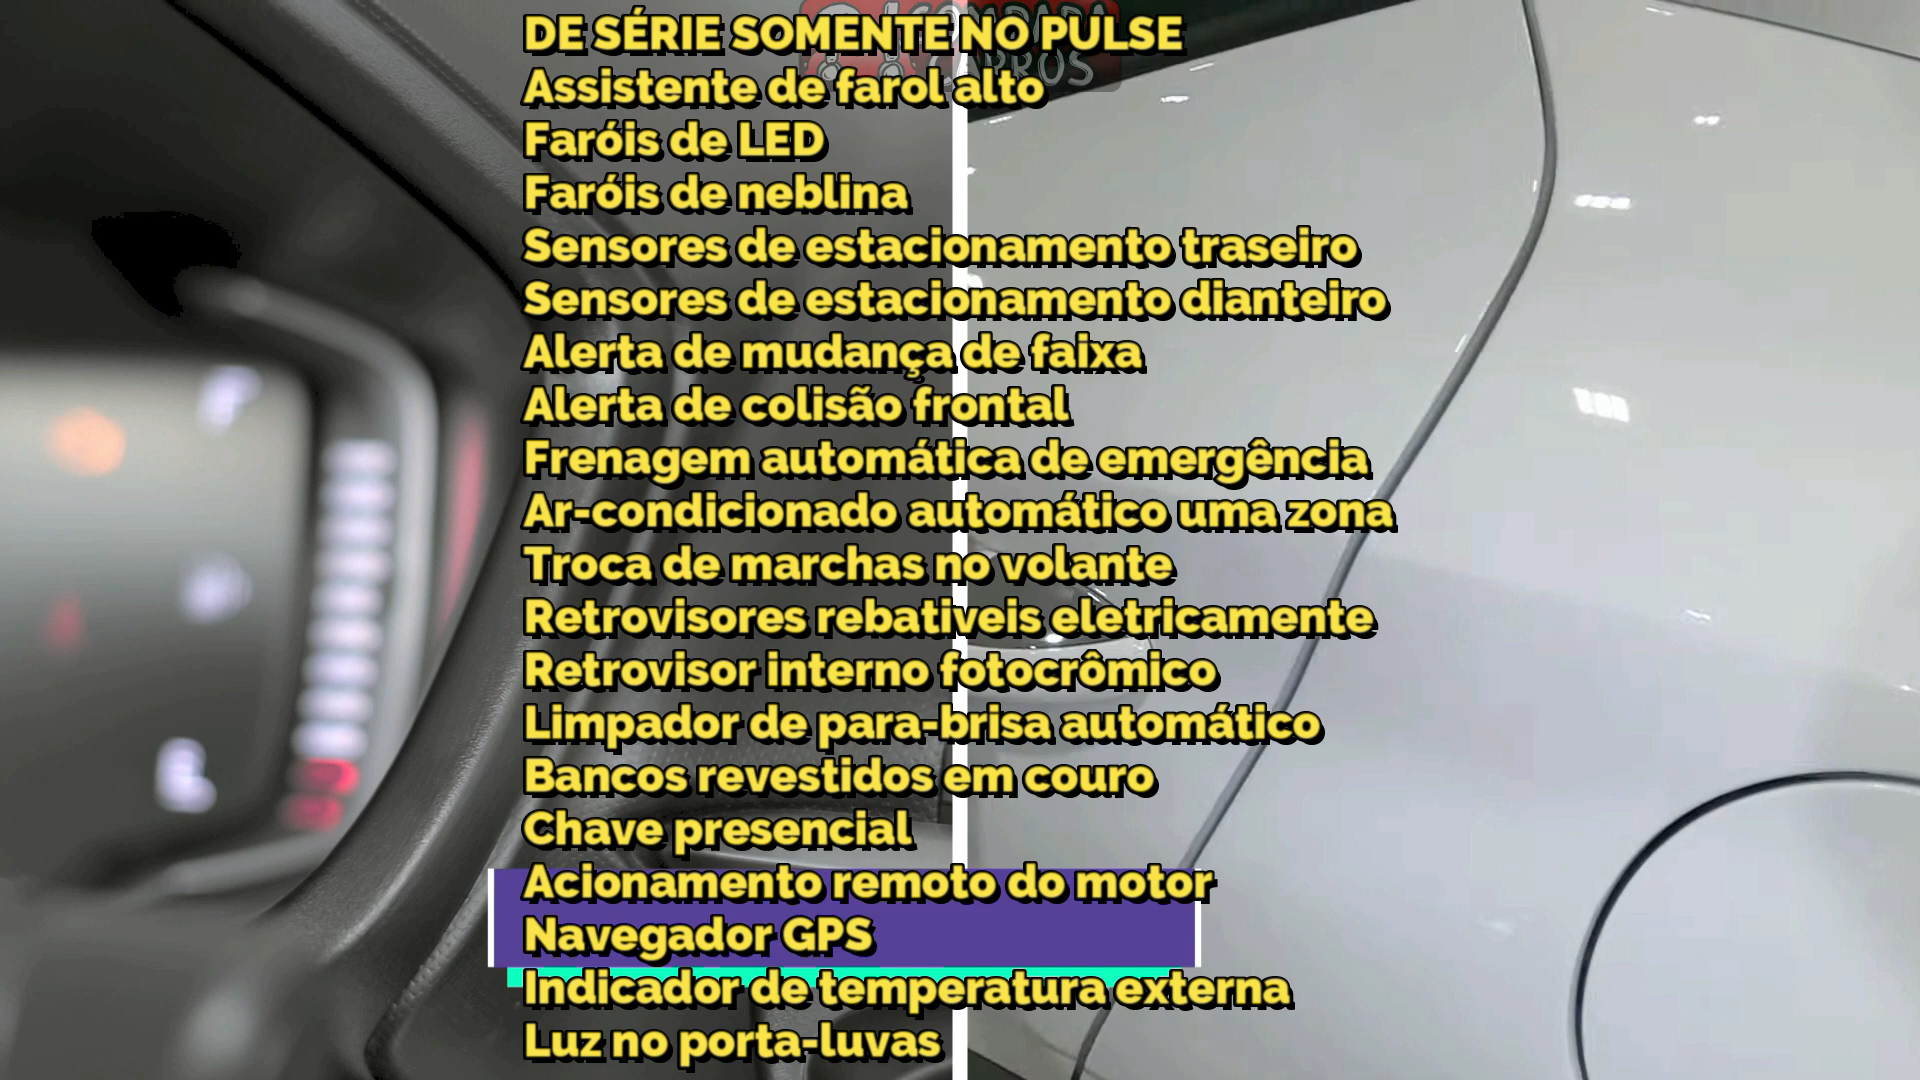 DE SÉRIE SOMENTE NO PULSE
Assistente de farol alto
Faróis de LED
Faróis de neblina
Sensores de estacionamento traseiro
Sensores de estacionamento dianteiro
Alerta de mudança de faixa
Alerta de colisão frontal
Frenagem automática de emergência
Ar-condicionado automático uma zona
Troca de marchas no volante
Retrovisores rebativeis eletricamente
Retrovisor interno fotocrômico
Limpador de para-brisa automático
Bancos revestidos em couro
Chave presencial
Acionamento remoto do motor
Navegador GPS
Indicador de temperatura externa
Luz no porta-luvas